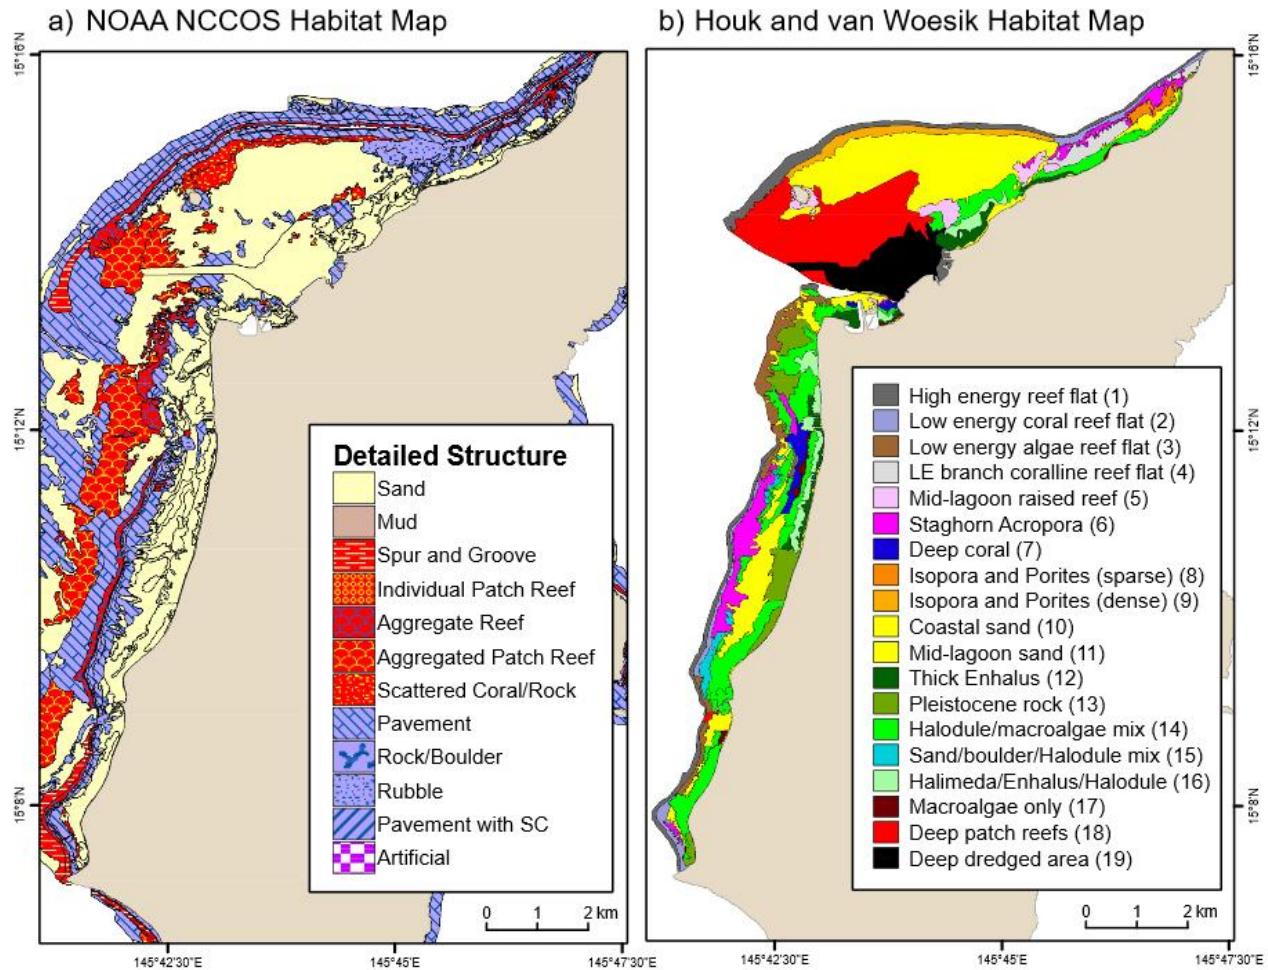 a) NOAA NCCOS Habitat Map
b) Houk and van Woesik Habitat Map
15°16'N
15°12'N
15°8'N
Detailed Structure
Sand
Mud
Spur and Groove
Individual Patch Reef
Aggregate Reef
Aggregated Patch Reef
Scattered Coral/Rock
Pavement
Rock/Boulder
Rubble
Pavement with SC
Artificial
0 1 2 km
145°42'30"E 145°45'E 145°47'30"E
15°16'N
15°12'N
15°8'N
High energy reef flat (1)
Low energy coral reef flat (2)
Low energy algae reef flat (3)
LE branch coralline reef flat (4)
Mid-lagoon raised reef (5)
Staghorn Acropora (6)
Deep coral (7)
Isopora and Porites (sparse) (8)
Isopora and Porites (dense) (9)
Coastal sand (10)
Mid-lagoon sand (11)
Thick Enhalus (12)
Pleistocene rock (13)
Halodule/macroalgae mix (14)
Sand/boulder/Halodule mix (15)
Halimeda/Enhalus/Halodule (16)
Macroalgae only (17)
Deep patch reefs (18)
Deep dredged area (19)
0 1 2 km
145°42'30"E 145°45'E 145°47'30"E